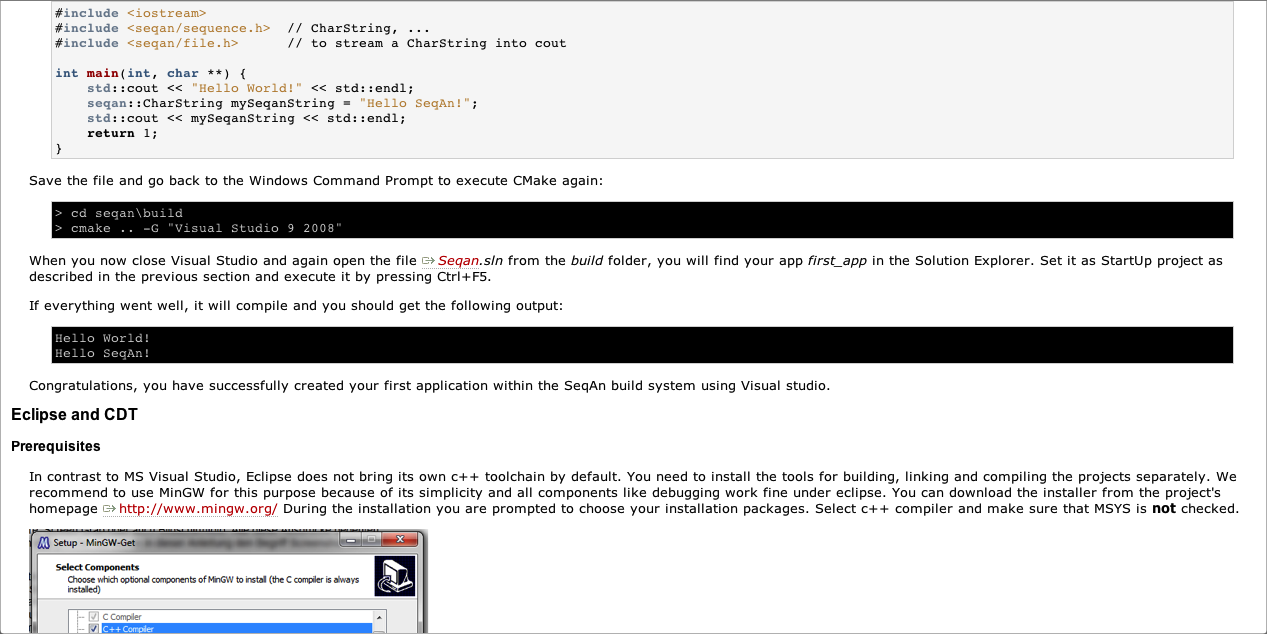 #include <iostream>
#include <seqan/sequence.h>  // CharString, ...
#include <seqan/file.h>      // to stream a CharString into cout
int main(int, char **) {
    std::cout << "Hello World!" << std::endl;
    seqan::CharString mySeqanString = "Hello SeqAn!";
    std::cout << mySeqanString << std::endl;
    return 1;
}
Save the file and go back to the Windows Command Prompt to execute CMake again:
> cd seqan\build
> cmake .. -G "Visual Studio 9 2008"
When you now close Visual Studio and again open the file Seqan.sln from the build folder, you will find your app first_app in the Solution Explorer. Set it as StartUp project as
described in the previous section and execute it by pressing Ctrl+F5.
If everything went well, it will compile and you should get the following output:
Hello World!
Hello SeqAn!
Congratulations, you have successfully created your first application within the SeqAn build system using Visual studio.
Eclipse and CDT
Prerequisites
In contrast to MS Visual Studio, Eclipse does not bring its own c++ toolchain by default. You need to install the tools for building, linking and compiling the projects separately. We
recommend to use MinGW for this purpose because of its simplicity and all components like debugging work fine under eclipse. You can download the installer from the project's
homepage http://www.mingw.org/ During the installation you are prompted to choose your installation packages. Select c++ compiler and make sure that MSYS is not checked.
Setup - MinGW-Get
Select Components
Choose which optional components of MinGW to install (the C compiler is always
installed)
C Compiler
C++ Compiler